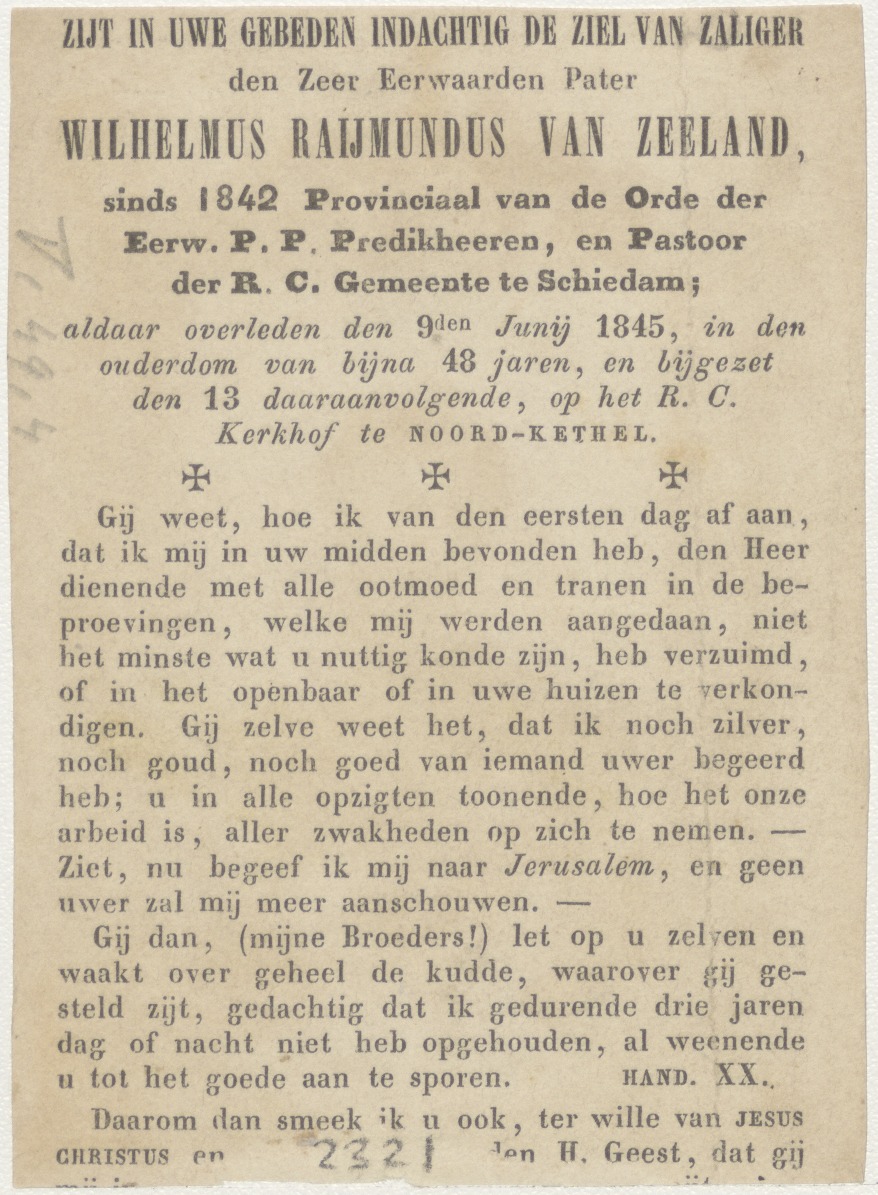 ZIJT IN UWE GEBEDEN INDACHTIG DE ZIEL VAN ZALIGER
den Zeer Eerwaarden Pater
WILHELMUS RAIJMUNDUS VAN ZEELAND,
sinds 1842 Provinciaal van de Orde der
Eerw. P. P. Predikheeren, en Pastoor
der R. C. Gemeente te Schiedam;
aldaar overleden den 9den Junij 1845, in den
ouderdom van bijna 48 jaren, en bijgezet
den 13 daaraanvolgende, op het R. C.
Kerkhof te NOORD-KETHEL.
✠ ✠ ✠
Gij weet, hoe ik van den eersten dag af aan,
dat ik mij in uw midden bevonden heb, den Heer
dienende met alle ootmoed en tranen in de be-
proevingen, welke mij werden aangedaan, niet
het minste wat u nuttig konde zijn, heb verzuimd,
of in het openbaar of in uwe huizen te verkon-
digen. Gij zelve weet het, dat ik noch zilver,
noch goud, noch goed van iemand uwer begeerd
heb; u in alle opzigten toonende, hoe het onze
arbeid is, aller zwakheden op zich te nemen. —
Ziet, nu begeef ik mij naar Jerusalem, en geen
uwer zal mij meer aanschouwen. —
Gij dan, (mijne Broeders!) let op u zelven en
waakt over geheel de kudde, waarover gij ge-
steld zijt, gedachtig dat ik gedurende drie jaren
dag of nacht niet heb opgehouden, al weenende
u tot het goede aan te sporen. HAND. XX.
Daarom dan smeek ik u ook, ter wille van JESUS
CHRISTUS en 2321 den H. Geest, dat gij